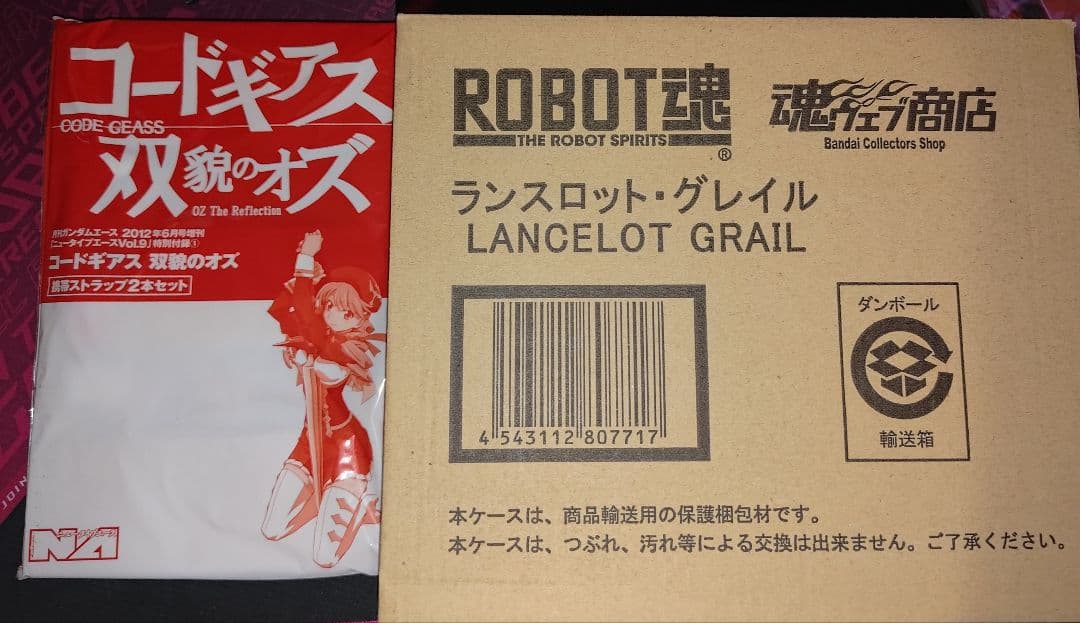 コードギアス
CODE GEASS
双貌のオズ
OZ The Reflection
月刊ガンダムエース 2012年6月号増刊
「ニュータイプエースVol.9」特別付録①
コードギアス 双貌のオズ
携帯ストラップ2本セット
NA
ROBOT魂
THE ROBOT SPIRITS
®
魂ウェブ商店
Bandai Collectors Shop
ランスロット・グレイル
LANCELOT GRAIL
4 543112 807717
ダンボール
輸送箱
本ケースは、商品輸送用の保護梱包材です。
本ケースは、つぶれ、汚れ等による交換は出来ません。ご了承ください。
JOIN